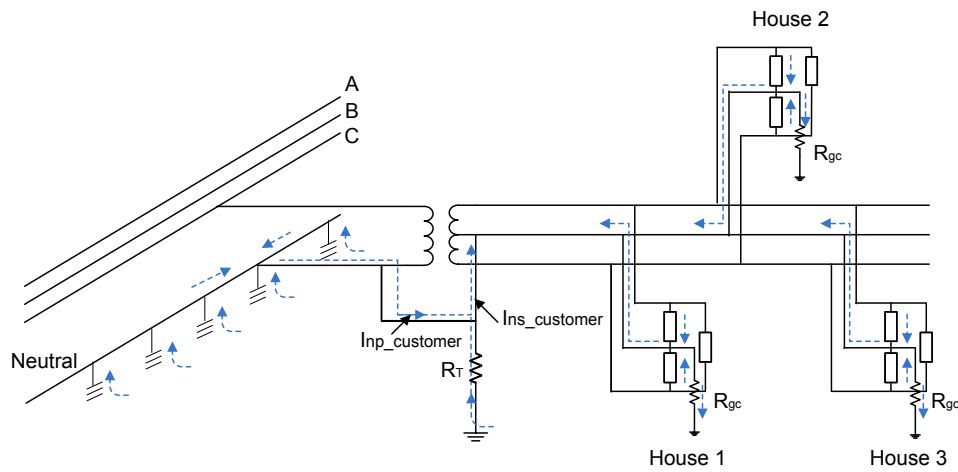 House 2
A
B
C
Rgc
Inp_customer
Ins_customer
Neutral
RT
Rgc
Rgc
House 1
House 3